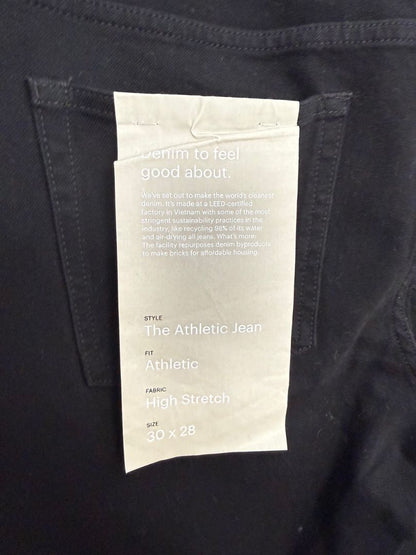 Denim to feel
good about.
We've set out to make the world's cleanest
denim. It's made at a LEED-certified
factory in Vietnam with some of the most
stringent sustainability practices in the
industry, like recycling 98% of its water
and air-drying all jeans. What's more:
The facility repurposes denim byproducts
to make bricks for affordable housing.
STYLE
The Athletic Jean
FIT
Athletic
FABRIC
High Stretch
SIZE
30 x 28